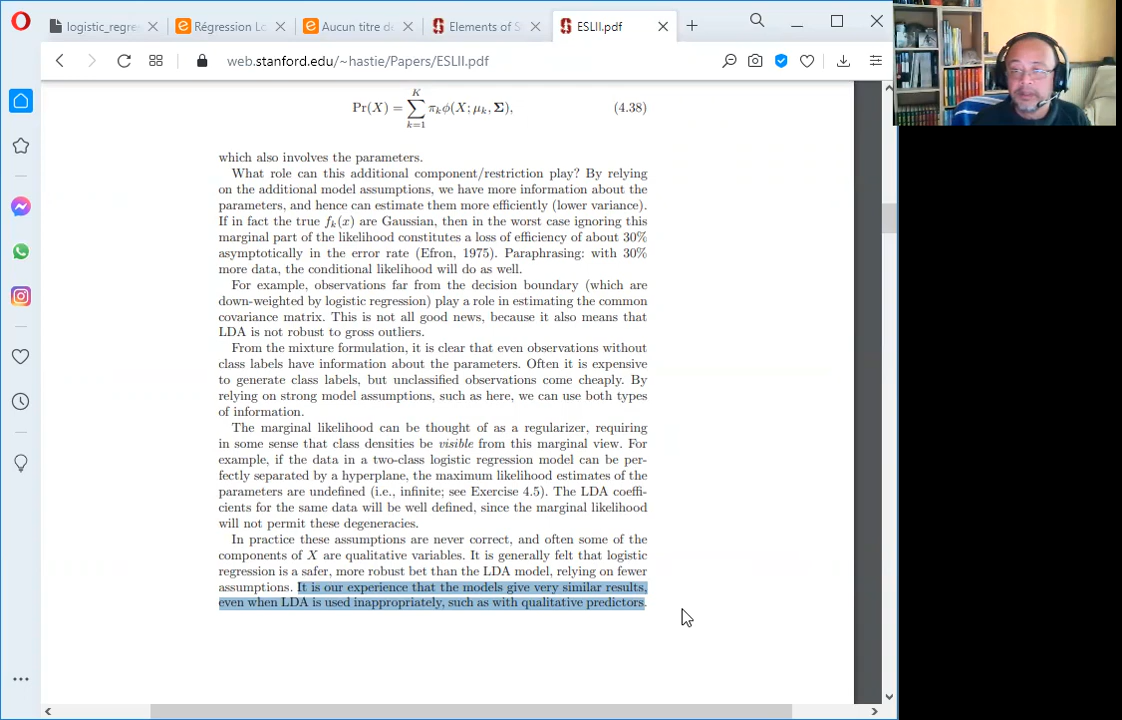 logistic_regre
Régression Lo
Aucun titre de
Elements of S
ESLII.pdf
web.stanford.edu/~hastie/Papers/ESLII.pdf
Pr(X) = K∑k=1 πkϕ(X; μk, Σ), (4.38)
which also involves the parameters.
What role can this additional component/restriction play? By relying
on the additional model assumptions, we have more information about the
parameters, and hence can estimate them more efficiently (lower variance).
If in fact the true fk(x) are Gaussian, then in the worst case ignoring this
marginal part of the likelihood constitutes a loss of efficiency of about 30%
asymptotically in the error rate (Efron, 1975). Paraphrasing: with 30%
more data, the conditional likelihood will do as well.
For example, observations far from the decision boundary (which are
down-weighted by logistic regression) play a role in estimating the common
covariance matrix. This is not all good news, because it also means that
LDA is not robust to gross outliers.
From the mixture formulation, it is clear that even observations without
class labels have information about the parameters. Often it is expensive
to generate class labels, but unclassified observations come cheaply. By
relying on strong model assumptions, such as here, we can use both types
of information.
The marginal likelihood can be thought of as a regularizer, requiring
in some sense that class densities be visible from this marginal view. For
example, if the data in a two-class logistic regression model can be per-
fectly separated by a hyperplane, the maximum likelihood estimates of the
parameters are undefined (i.e., infinite; see Exercise 4.5). The LDA coeffi-
cients for the same data will be well defined, since the marginal likelihood
will not permit these degeneracies.
In practice these assumptions are never correct, and often some of the
components of X are qualitative variables. It is generally felt that logistic
regression is a safer, more robust bet than the LDA model, relying on fewer
assumptions. It is our experience that the models give very similar results,
even when LDA is used inappropriately, such as with qualitative predictors.